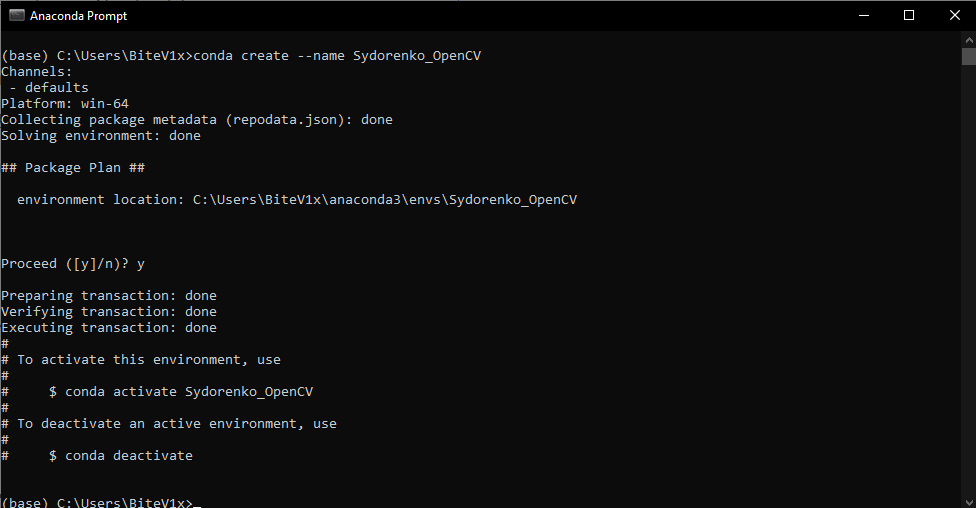 Anaconda Prompt
(base) C:\Users\BiteV1x>conda create --name Sydorenko_OpenCV
Channels:
 - defaults
Platform: win-64
Collecting package metadata (repodata.json): done
Solving environment: done
## Package Plan ##
  environment location: C:\Users\BiteV1x\anaconda3\envs\Sydorenko_OpenCV
Proceed ([y]/n)? y
Preparing transaction: done
Verifying transaction: done
Executing transaction: done
#
# To activate this environment, use
#
#     $ conda activate Sydorenko_OpenCV
#
# To deactivate an active environment, use
#
#     $ conda deactivate
(base) C:\Users\BiteV1x>_